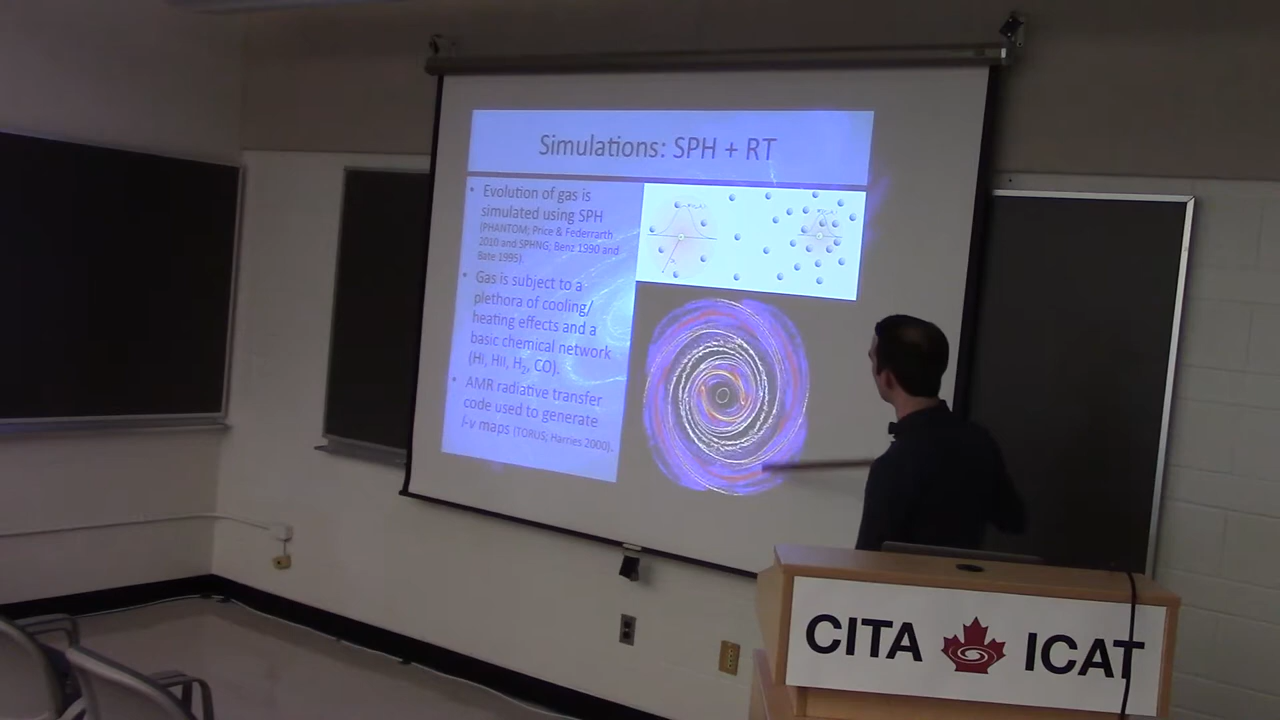 Simulations: SPH + RT
• Evolution of gas is
simulated using SPH
(PHANTOM; Price & Federrarth
2010 and SPHNG; Benz 1990 and
Bate 1995).
• Gas is subject to a
plethora of cooling/
heating effects and a
basic chemical network
(HI, HII, H₂, CO).
• AMR radiative transfer
code used to generate
l-v maps (TORUS; Harries 2000).
CITA ICAT